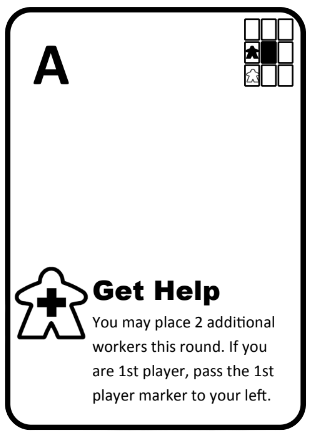 A
Get Help
You may place 2 additional
workers this round. If you
are 1st player, pass the 1st
player marker to your left.